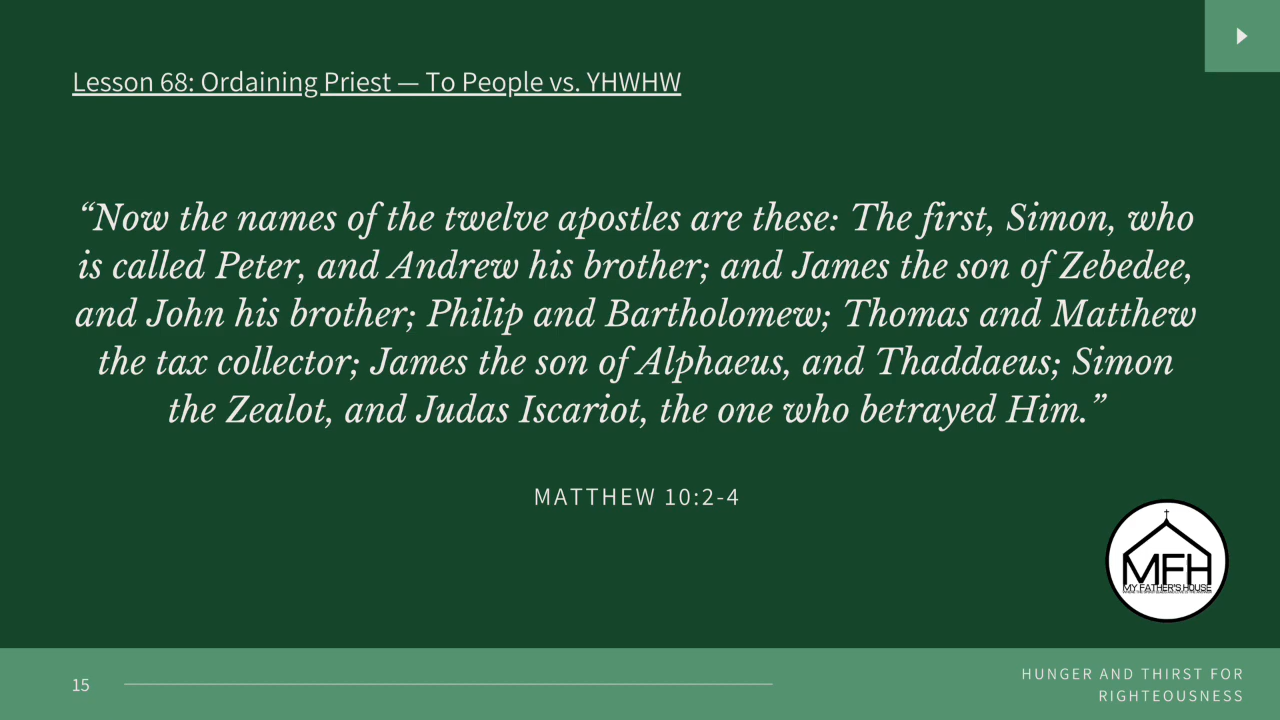 Lesson 68: Ordaining Priest — To People vs. YHWHW
“Now the names of the twelve apostles are these: The first, Simon, who
is called Peter, and Andrew his brother; and James the son of Zebedee,
and John his brother; Philip and Bartholomew; Thomas and Matthew
the tax collector; James the son of Alphaeus, and Thaddaeus; Simon
the Zealot, and Judas Iscariot, the one who betrayed Him.”
MATTHEW 10:2-4
MFH
MY FATHER'S HOUSE
15
HUNGER AND THIRST FOR
RIGHTEOUSNESS